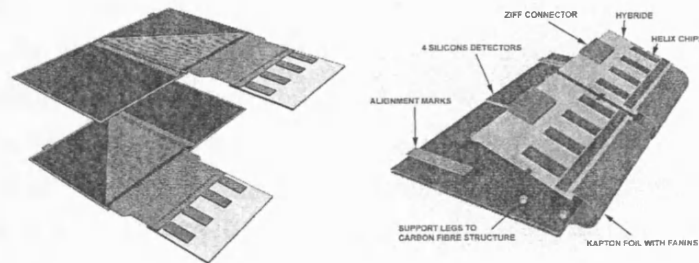 ZIFF CONNECTOR
HYBRIDE
HELIX CHIP
4 SILICONS DETECTORS
ALIGNMENT MARKS
SUPPORT LEGS TO
CARBON FIBRE STRUCTURE
KAPTON FOIL WITH FANINS